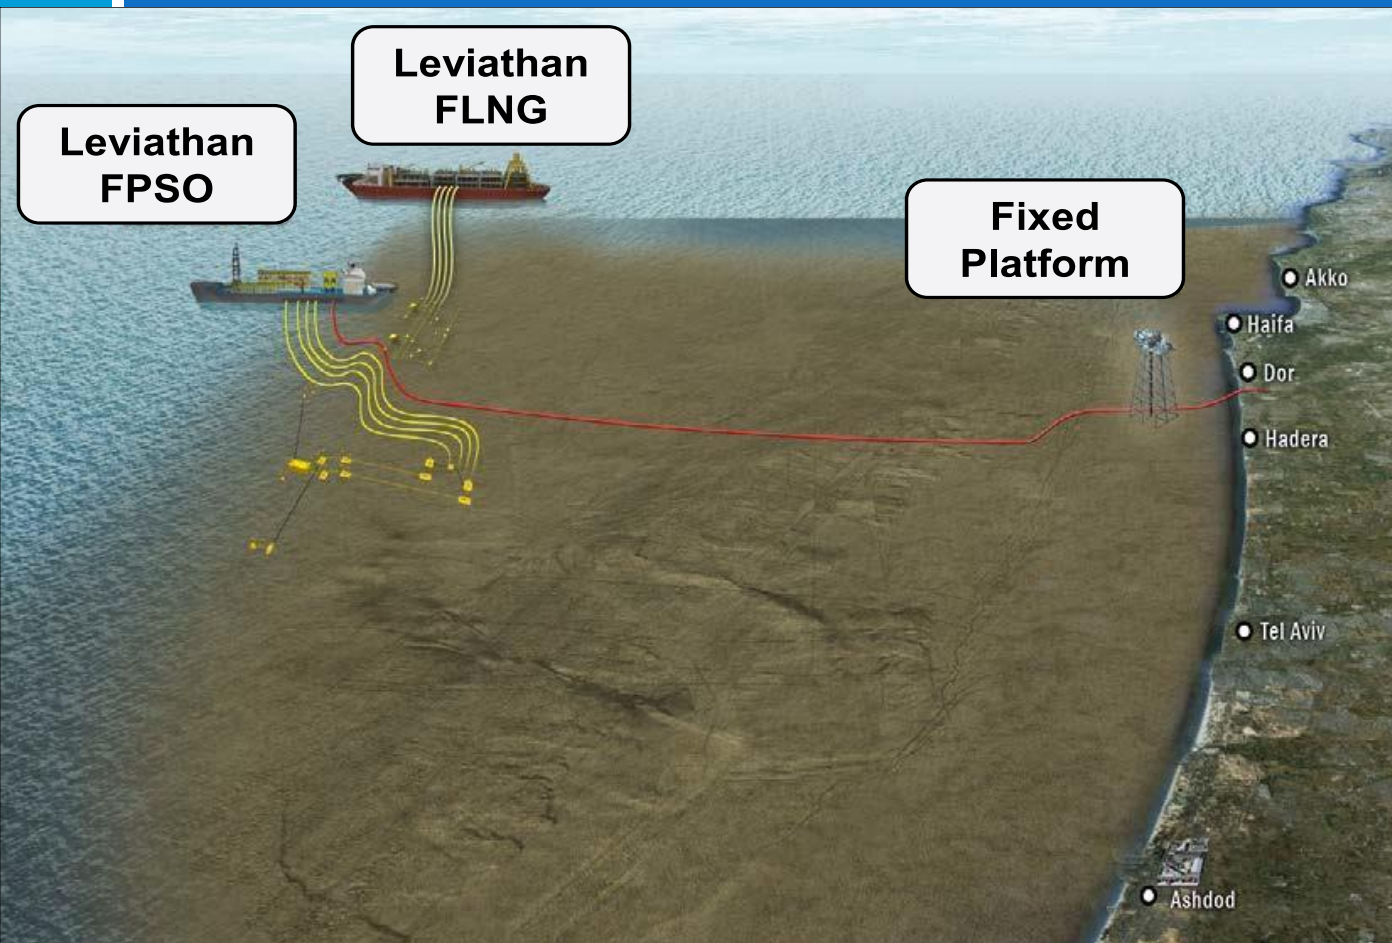 Leviathan
FLNG
Leviathan
FPSO
Fixed
Platform
Akko
Haifa
Dor
Hadera
Tel Aviv
Ashdod